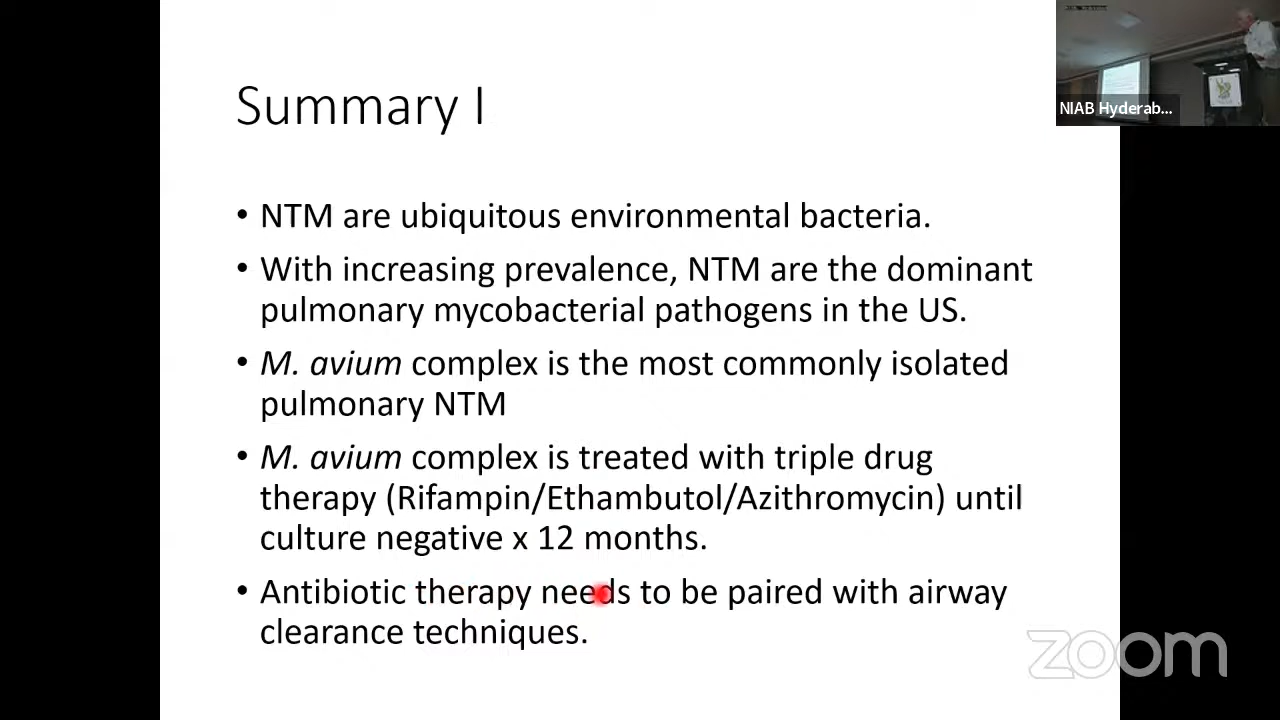 Summary I
• NTM are ubiquitous environmental bacteria.
• With increasing prevalence, NTM are the dominant
pulmonary mycobacterial pathogens in the US.
• M. avium complex is the most commonly isolated
pulmonary NTM
• M. avium complex is treated with triple drug
therapy (Rifampin/Ethambutol/Azithromycin) until
culture negative x 12 months.
• Antibiotic therapy needs to be paired with airway
clearance techniques.
NIAB Hyderab...
zoom